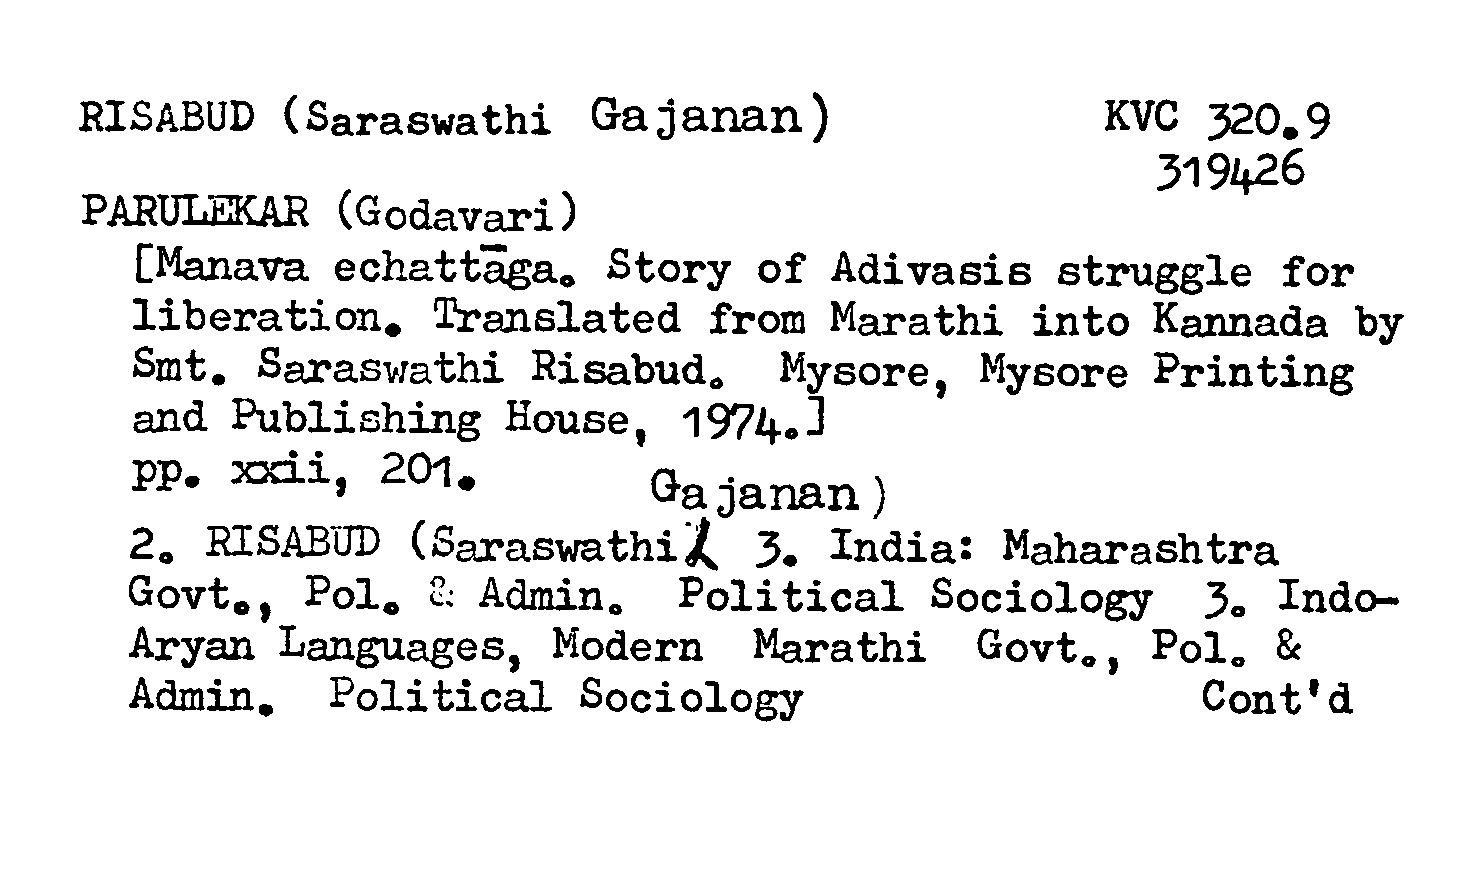 RISABUD (Saraswathi Gajanan) KVC 320.9
319426
PARULEKAR (Godavari)
[Manava echattāga. Story of Adivasis struggle for
liberation. Translated from Marathi into Kannada by
Smt. Saraswathi Risabud. Mysore, Mysore Printing
and Publishing House, 1974.]
pp. xxii, 201.
Gajanan)
2. RISABUD (Saraswathi 3. India: Maharashtra
Govt., Pol. & Admin. Political Sociology 3. Indo-
Aryan Languages, Modern Marathi Govt., Pol. &
Admin. Political Sociology Cont'd